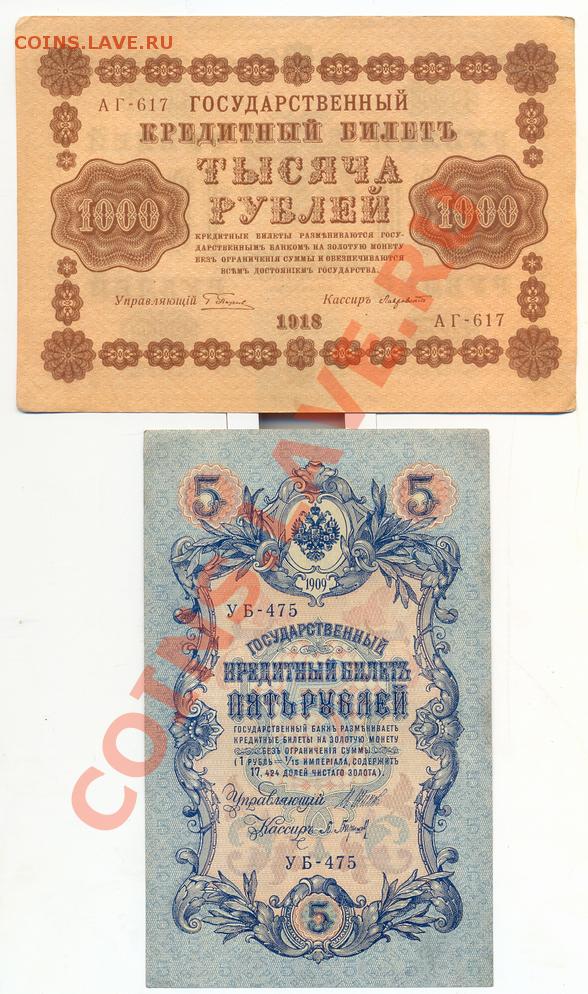 COINS.LAVE.RU
АГ-617 ГОСУДАРСТВЕННЫЙ
КРЕДИТНЫЙ БИЛЕТЪ
ТЫСЯЧА
РУБЛЕЙ
1000 1000
КРЕДИТНЫЕ БИЛЕТЫ РАЗМѢНИВАЮТСЯ ГОСУ-
ДАРСТВЕННЫМЪ БАНКОМЪ НА ЗОЛОТУЮ МОНЕТУ
БЕЗЪ ОГРАНИЧЕНІЯ СУММЫ И ОБЕЗПЕЧИВАЮТСЯ
ВСѢМЪ ДОСТОЯНІЕМЪ ГОСУДАРСТВА.
Управляющій Кассиръ
1918 АГ-617
COINS.LAVE.RU
5 5
1909
УБ-475
ГОСУДАРСТВЕННЫЙ
КРЕДИТНЫЙ БИЛЕТЪ
ПЯТЬ РУБЛЕЙ
ГОСУДАРСТВЕННЫЙ БАНКЪ РАЗМѢНИВАЕТЪ
КРЕДИТНЫЕ БИЛЕТЫ НА ЗОЛОТУЮ МОНЕТУ
БЕЗЪ ОГРАНИЧЕНІЯ СУММЫ
(1 РУБЛЬ = 1/15 ИМПЕРІАЛА, СОДЕРЖИТЪ
17,424 ДОЛЕЙ ЧИСТАГО ЗОЛОТА).
Управляющій
Кассиръ
УБ-475
5